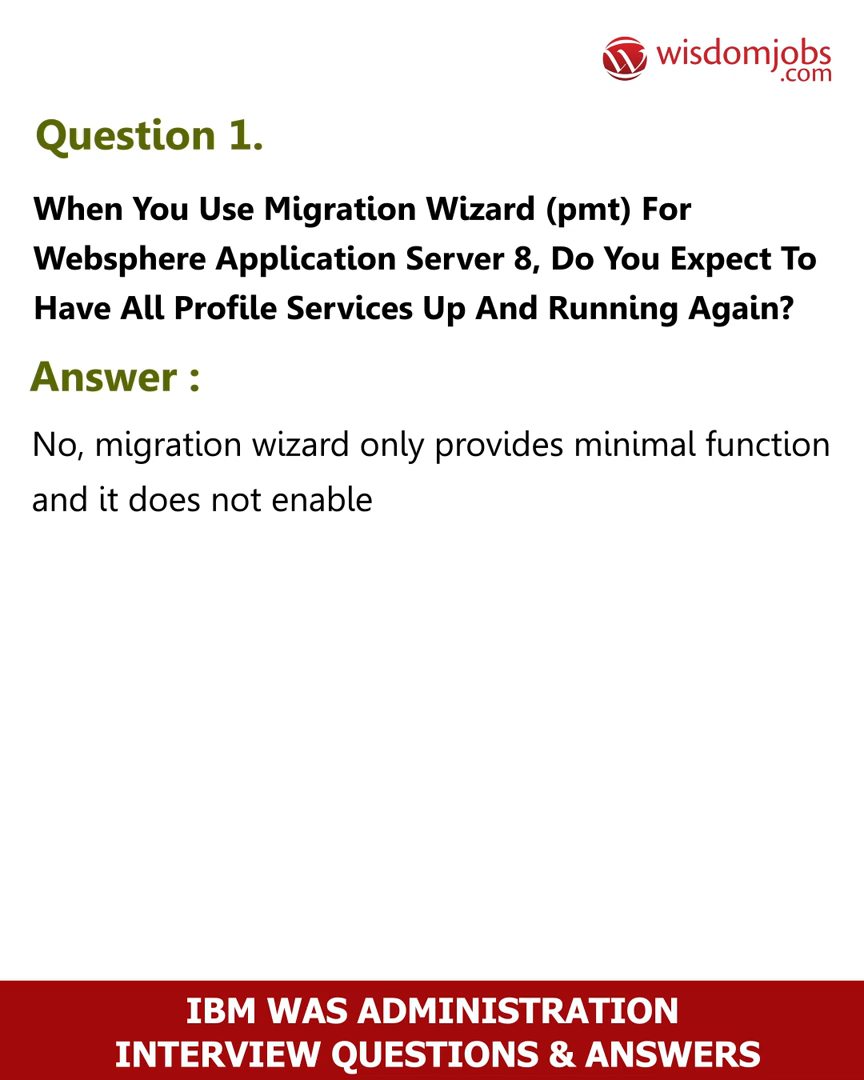 wisdomjobs
.com
Question 1.
When You Use Migration Wizard (pmt) For
Websphere Application Server 8, Do You Expect To
Have All Profile Services Up And Running Again?
Answer :
No, migration wizard only provides minimal function
and it does not enable
IBM WAS ADMINISTRATION
INTERVIEW QUESTIONS & ANSWERS